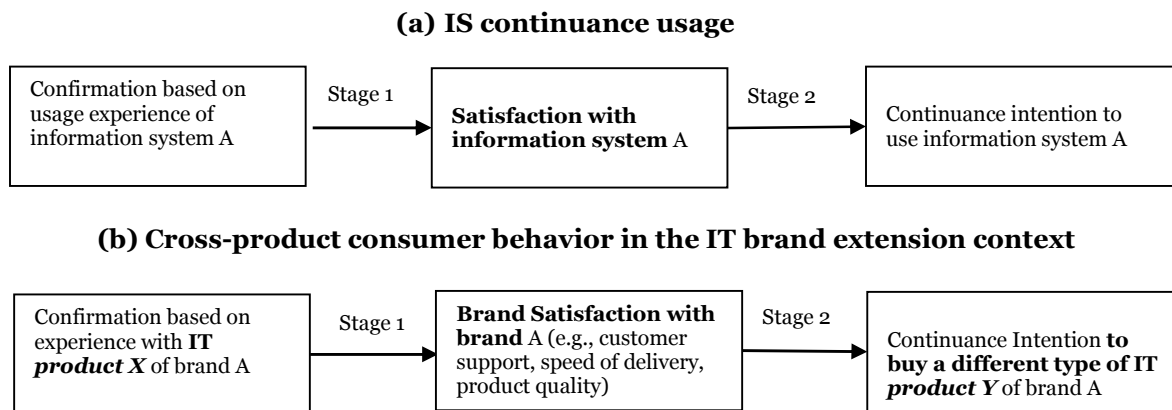 (a) IS continuance usage
Confirmation based on
usage experience of
information system A
Stage 1
Satisfaction with
information system A
Stage 2
Continuance intention to
use information system A
(b) Cross-product consumer behavior in the IT brand extension context
Confirmation based on
experience with IT
product X of brand A
Stage 1
Brand Satisfaction with
brand A (e.g., customer
support, speed of delivery,
product quality)
Stage 2
Continuance Intention to
buy a different type of IT
product Y of brand A